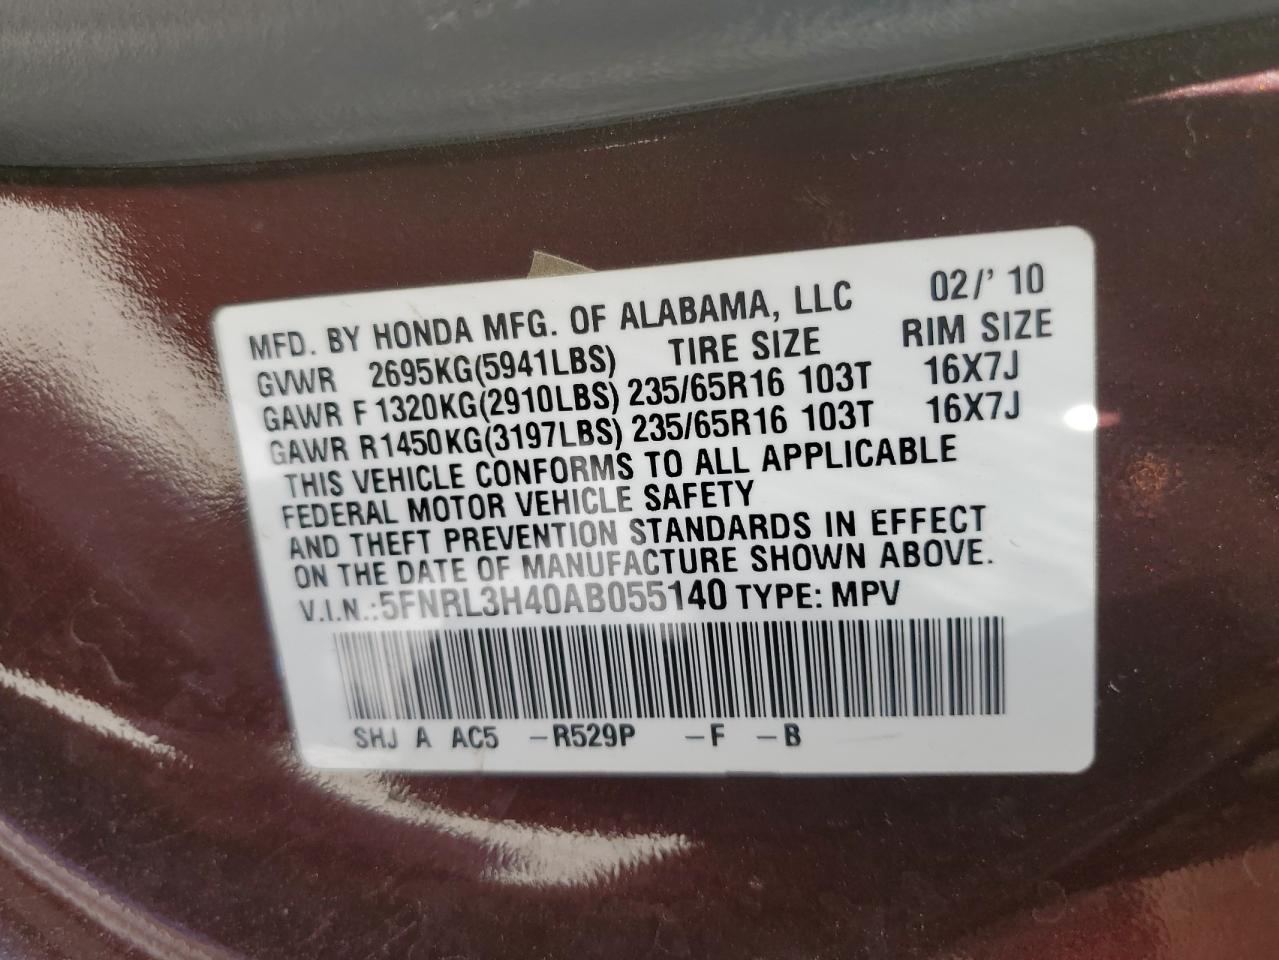 MFD. BY HONDA MFG. OF ALABAMA, LLC 02/' 10
GVWR 2695KG(5941LBS) TIRE SIZE RIM SIZE
GAWR F 1320KG(2910LBS) 235/65R16 103T 16X7J
GAWR R1450KG(3197LBS) 235/65R16 103T 16X7J
THIS VEHICLE CONFORMS TO ALL APPLICABLE
FEDERAL MOTOR VEHICLE SAFETY
AND THEFT PREVENTION STANDARDS IN EFFECT
ON THE DATE OF MANUFACTURE SHOWN ABOVE.
V.I.N.:5FNRL3H40AB055140 TYPE: MPV
SHJ A AC5 –R529P –F –B